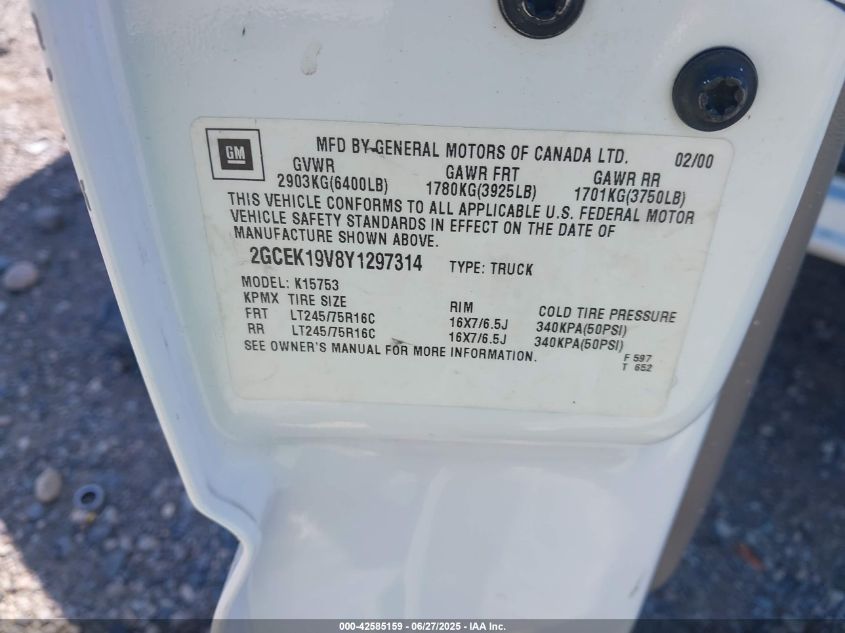 GM
MFD BY GENERAL MOTORS OF CANADA LTD. 02/00
GVWR GAWR FRT GAWR RR
2903KG(6400LB) 1780KG(3925LB) 1701KG(3750LB)
THIS VEHICLE CONFORMS TO ALL APPLICABLE U.S. FEDERAL MOTOR
VEHICLE SAFETY STANDARDS IN EFFECT ON THE DATE OF
MANUFACTURE SHOWN ABOVE.
2GCEK19V8Y1297314 TYPE: TRUCK
MODEL: K15753
KPMX TIRE SIZE RIM COLD TIRE PRESSURE
FRT LT245/75R16C 16X7/6.5J 340KPA(50PSI)
RR LT245/75R16C 16X7/6.5J 340KPA(50PSI)
SEE OWNER'S MANUAL FOR MORE INFORMATION.
F 597
T 652
000-42585159 - 06/27/2025 - IAA Inc.